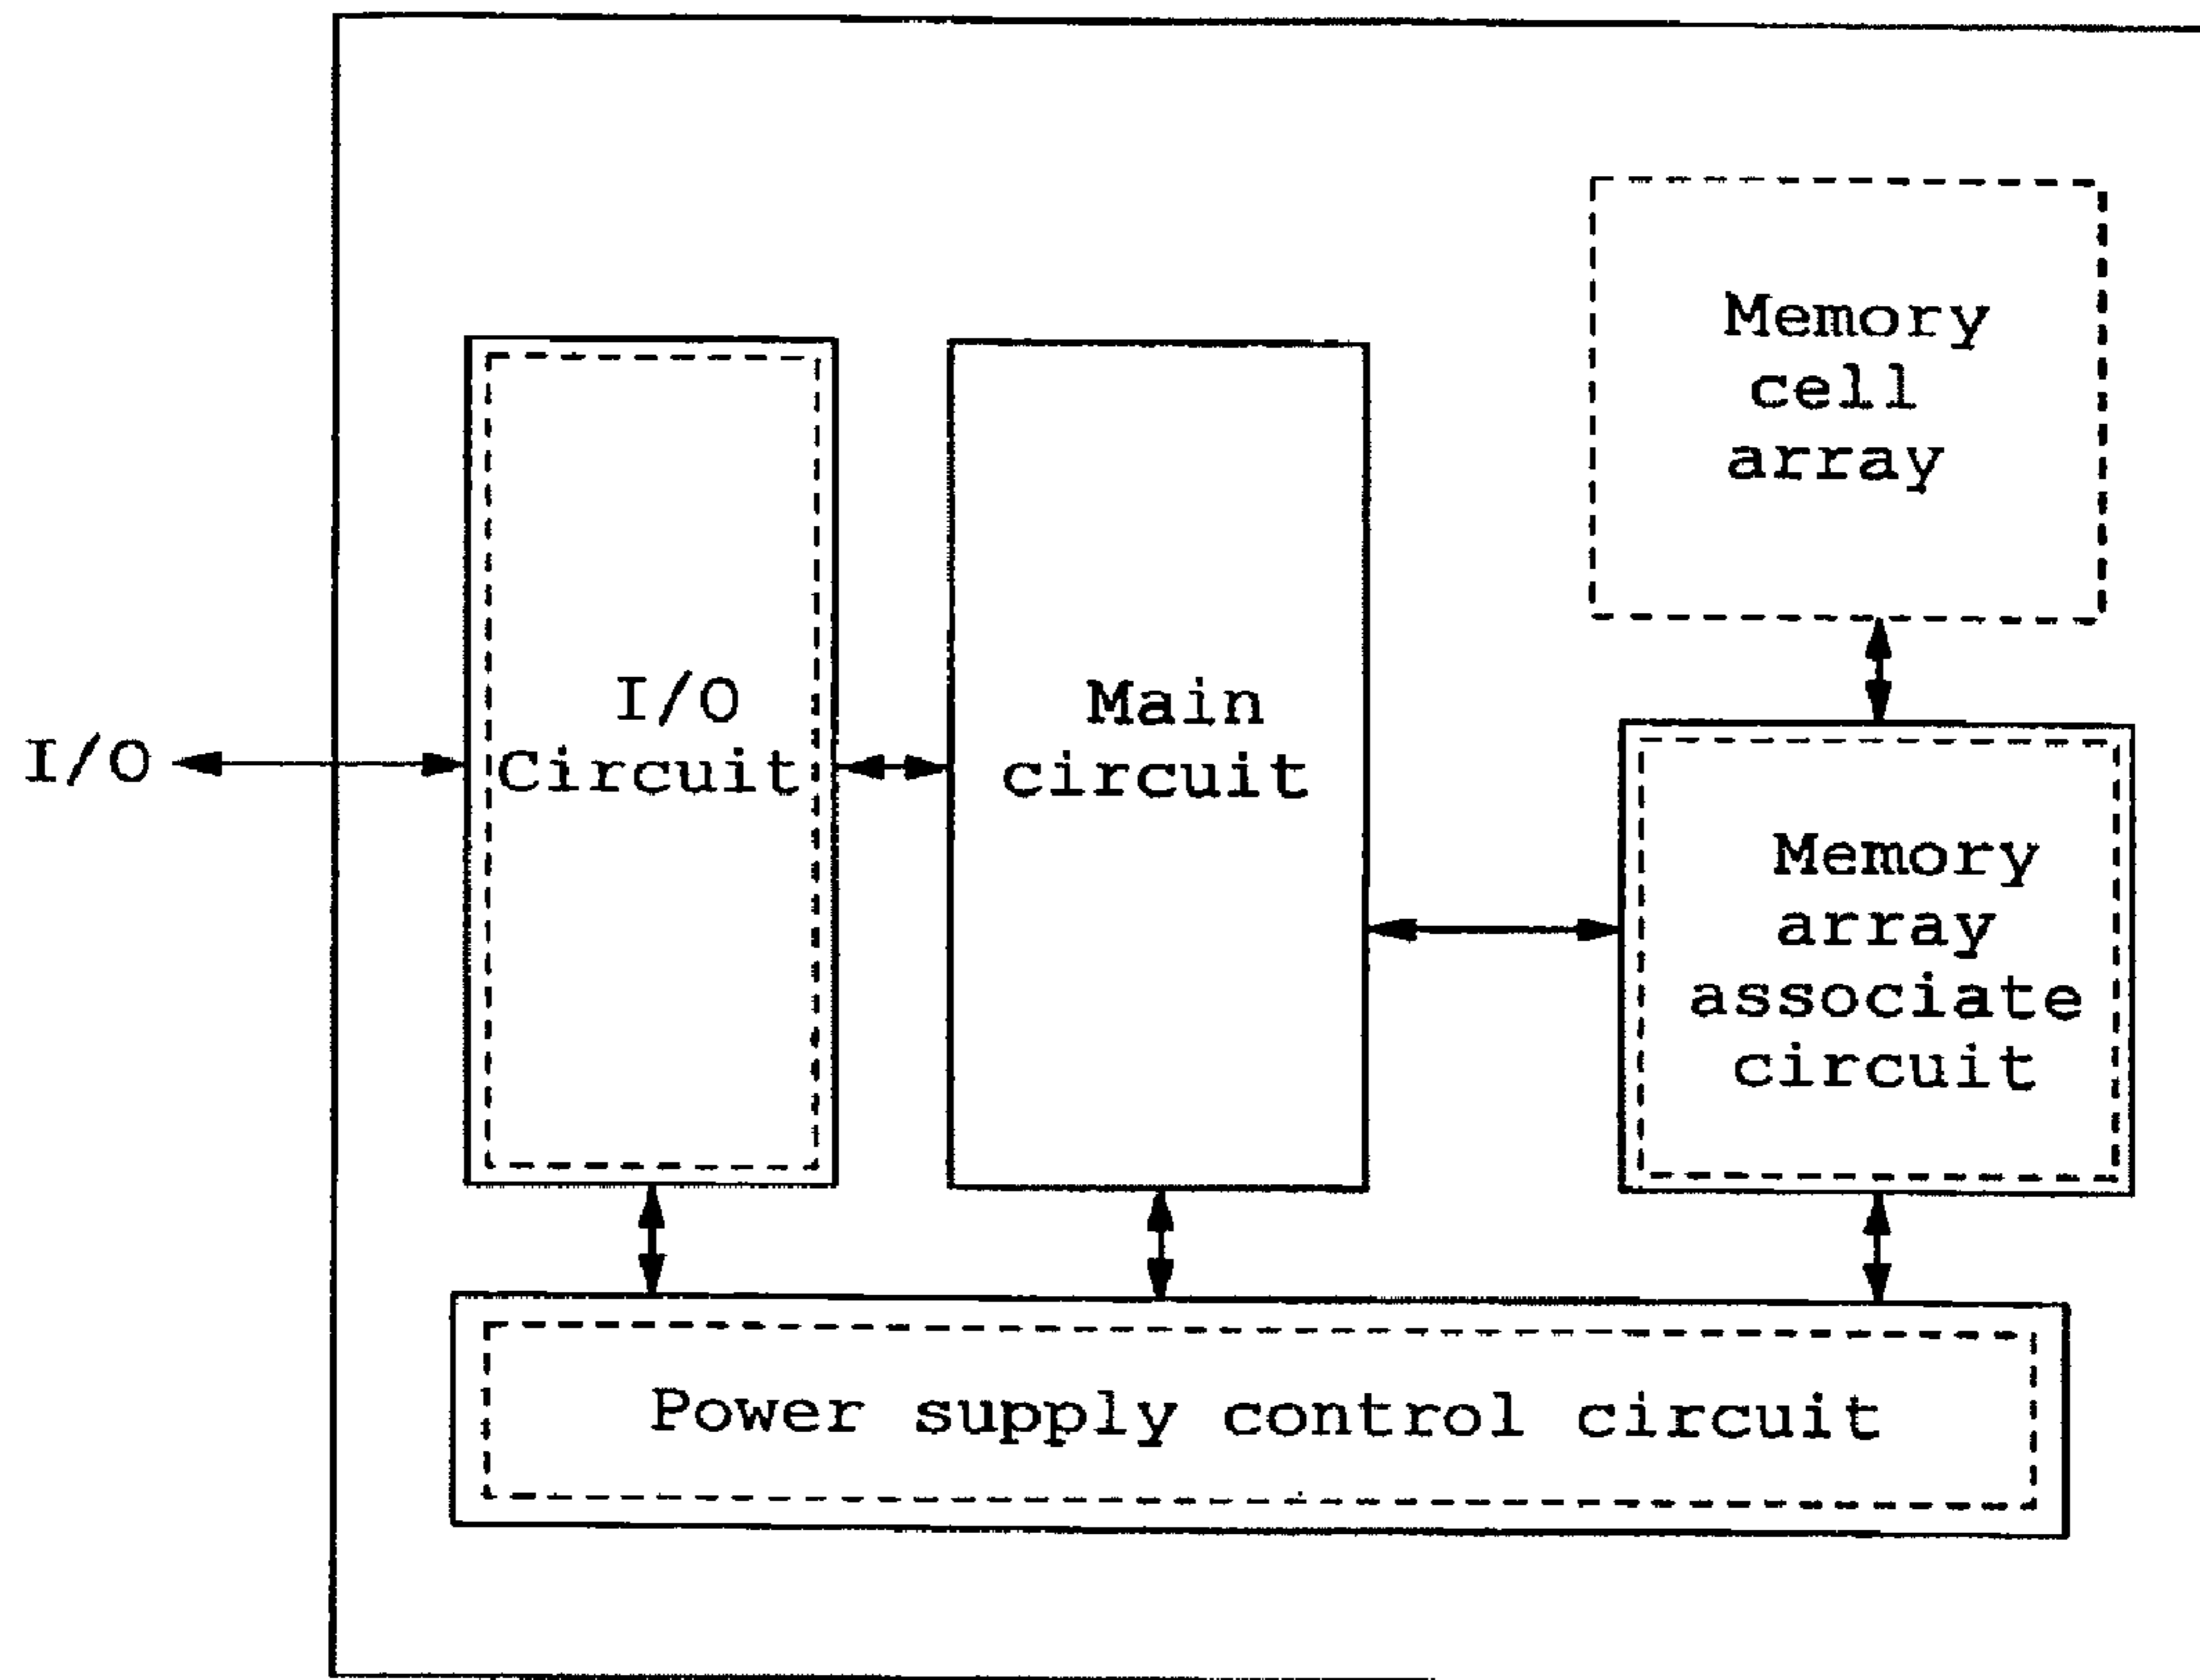 I/O
I/O
Circuit
Main
circuit
Memory
cell
array
Memory
array
associate
circuit
Power supply control circuit